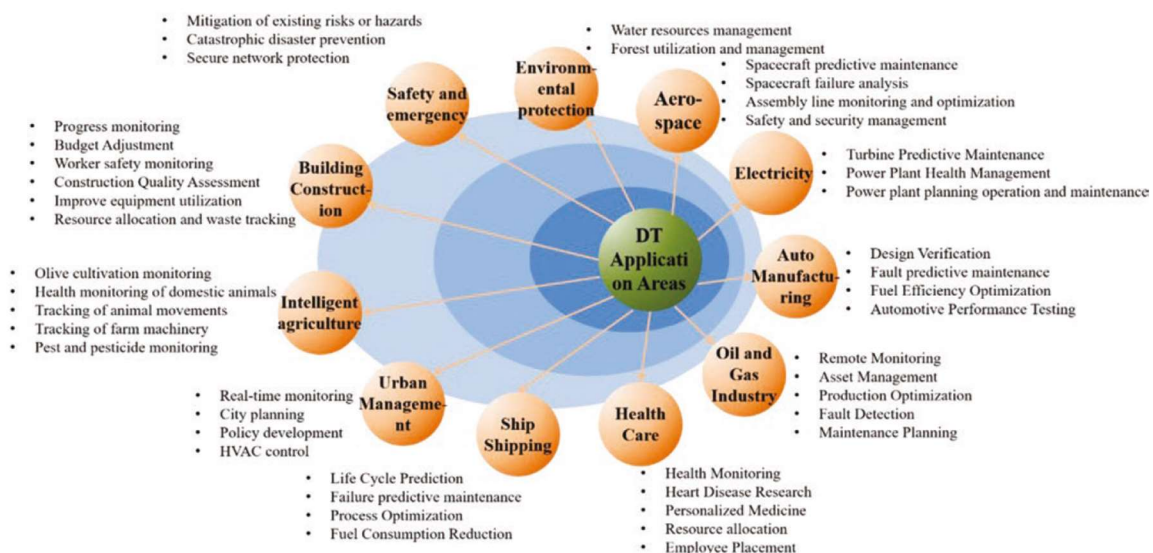 Mitigation of existing risks or hazards
Catastrophic disaster prevention
Secure network protection
Safety and
emergency
Water resources management
Forest utilization and management
Environm-
ental
protection
Spacecraft predictive maintenance
Spacecraft failure analysis
Assembly line monitoring and optimization
Safety and security management
Aero-
space
Turbine Predictive Maintenance
Power Plant Health Management
Power plant planning operation and maintenance
Electricity
Progress monitoring
Budget Adjustment
Worker safety monitoring
Construction Quality Assessment
Improve equipment utilization
Resource allocation and waste tracking
Building
Construct-
ion
DT
Applicati
on Areas
Design Verification
Fault predictive maintenance
Fuel Efficiency Optimization
Automotive Performance Testing
Auto
Manufactu-
ring
Olive cultivation monitoring
Health monitoring of domestic animals
Tracking of animal movements
Tracking of farm machinery
Pest and pesticide monitoring
Intelligent
agriculture
Remote Monitoring
Asset Management
Production Optimization
Fault Detection
Maintenance Planning
Oil and
Gas
Industry
Real-time monitoring
City planning
Policy development
HVAC control
Urban
Manageme-
nt
Ship
Shipping
Life Cycle Prediction
Failure predictive maintenance
Process Optimization
Fuel Consumption Reduction
Health
Care
Health Monitoring
Heart Disease Research
Personalized Medicine
Resource allocation
Employee Placement